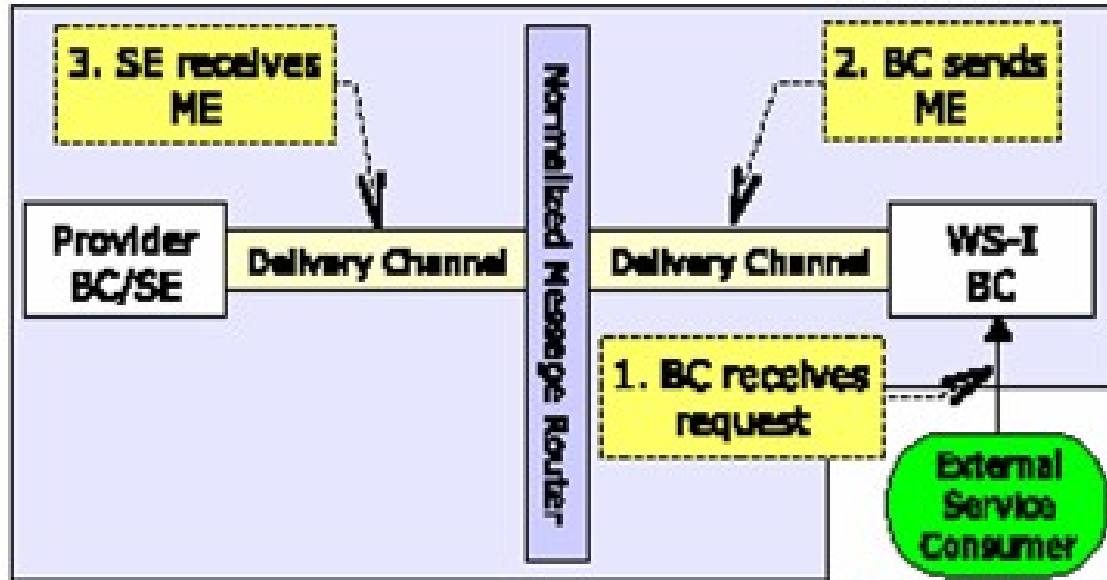 3. SE receives
ME
2. BC sends
ME
Normalized Message Router
Provider
BC/SE
Delivery Channel
Delivery Channel
WS-I
BC
1. BC receives
request
External
Service
Consumer